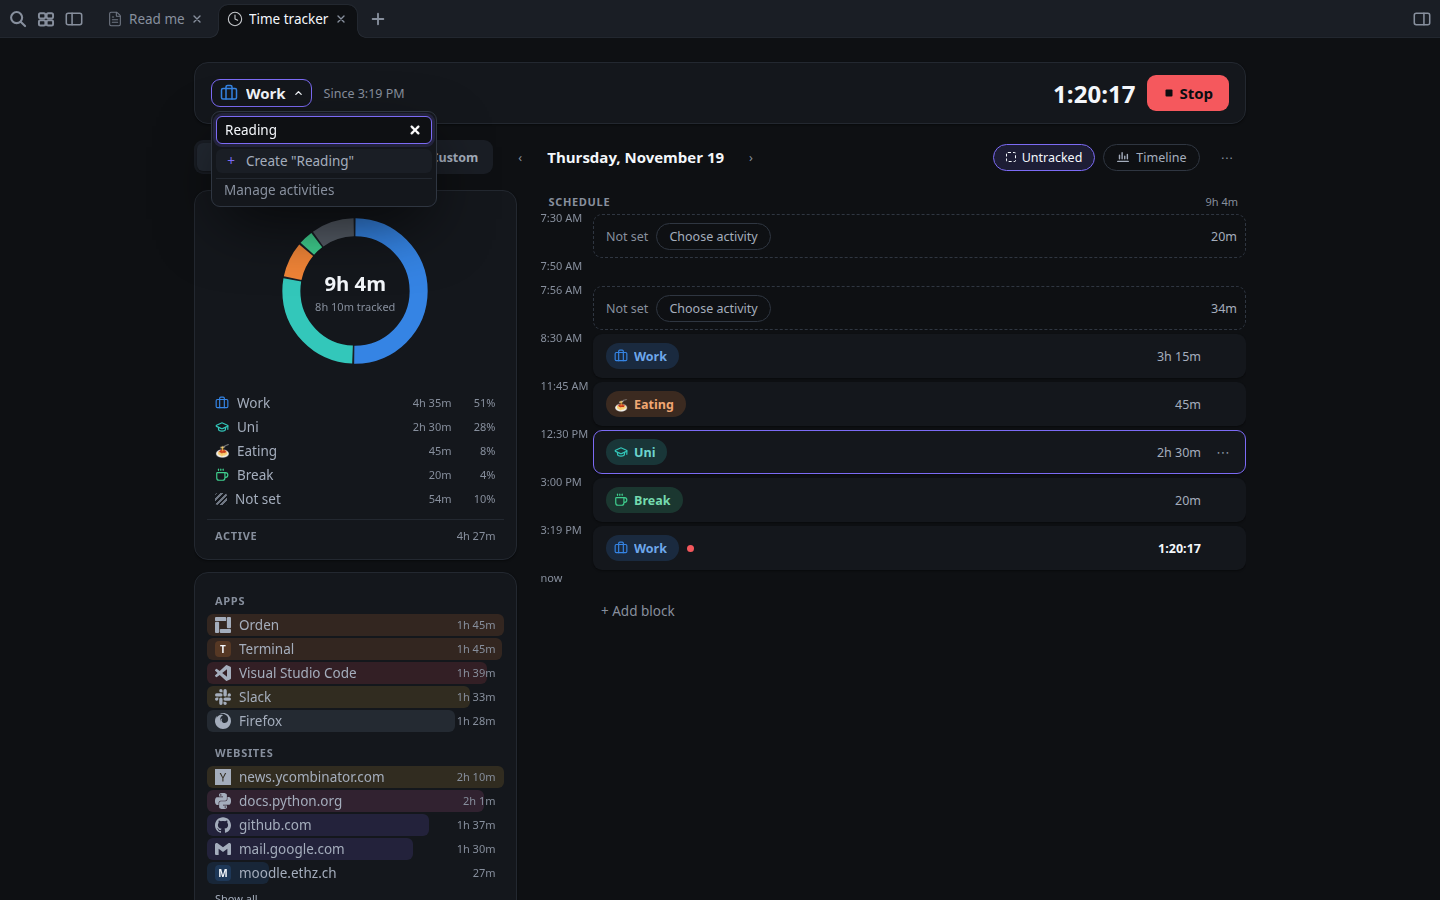 Read me
Time tracker
Work
Since 3:19 PM
1:20:17
Stop
Reading
+ Create "Reading"
Manage activities
Thursday, November 19
Untracked
Timeline
SCHEDULE
9h 4m
7:30 AM
Not set
Choose activity
20m
7:50 AM
7:56 AM
Not set
Choose activity
34m
8:30 AM
Work
3h 15m
11:45 AM
Eating
45m
12:30 PM
Uni
2h 30m
3:00 PM
Break
20m
3:19 PM
Work
1:20:17
now
+ Add block
9h 4m
8h 10m tracked
Work 4h 35m 51%
Uni 2h 30m 28%
Eating 45m 8%
Break 20m 4%
Not set 54m 10%
ACTIVE 4h 27m
APPS
Orden 1h 45m
T Terminal 1h 45m
Visual Studio Code 1h 39m
Slack 1h 33m
Firefox 1h 28m
WEBSITES
Y news.ycombinator.com 2h 10m
docs.python.org 2h 1m
github.com 1h 37m
mail.google.com 1h 30m
M moodle.ethz.ch 27m
Show all